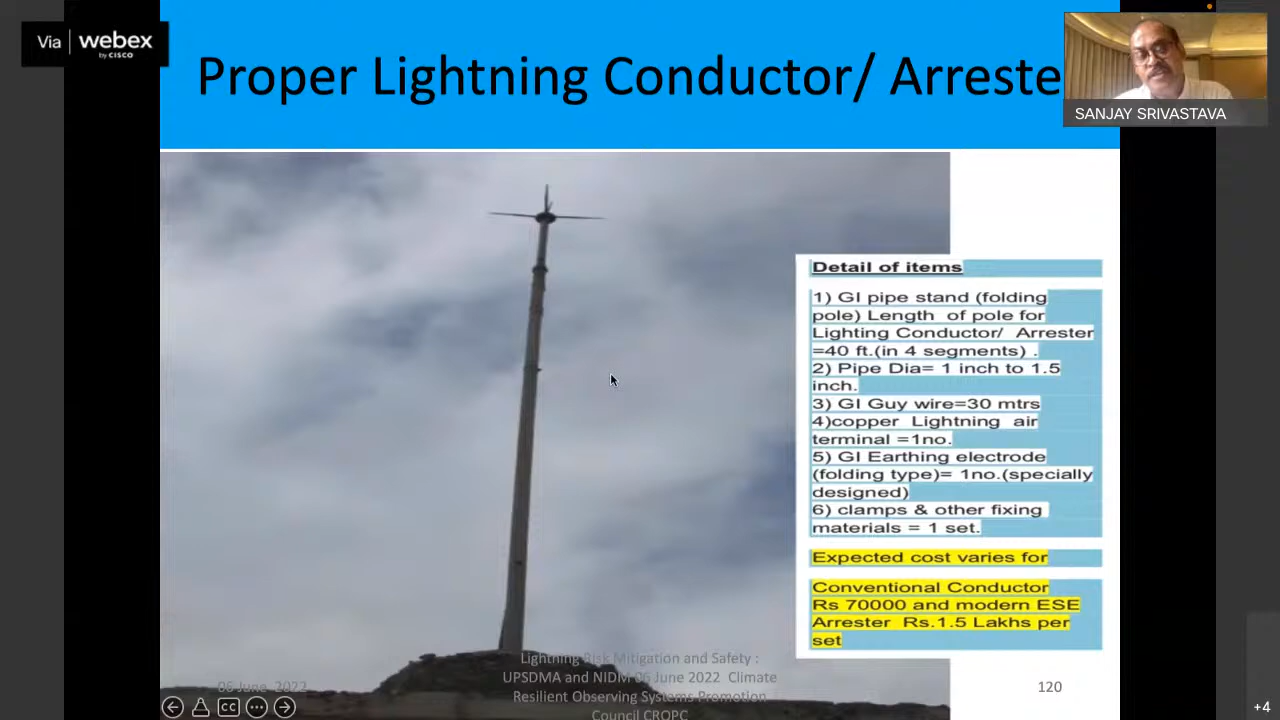 Via webex
by CISCO
Proper Lightning Conductor/ Arreste
SANJAY SRIVASTAVA
Detail of items
1) GI pipe stand (folding
pole) Length of pole for
Lighting Conductor/ Arrester
=40 ft.(in 4 segments) .
2) Pipe Dia= 1 inch to 1.5
inch.
3) GI Guy wire=30 mtrs
4)copper Lightning air
terminal =1no.
5) GI Earthing electrode
(folding type)= 1no.(specially
designed)
6) clamps & other fixing
materials = 1 set.
Expected cost varies for
Conventional Conductor
Rs 70000 and modern ESE
Arrester Rs.1.5 Lakhs per
set
Lightning Risk Mitigation and Safety :
UPSDMA and NIDM 06 June 2022 Climate
Resilient Observing Systems Promotion
Council CROPC
06 June 2022
120
CC
+4